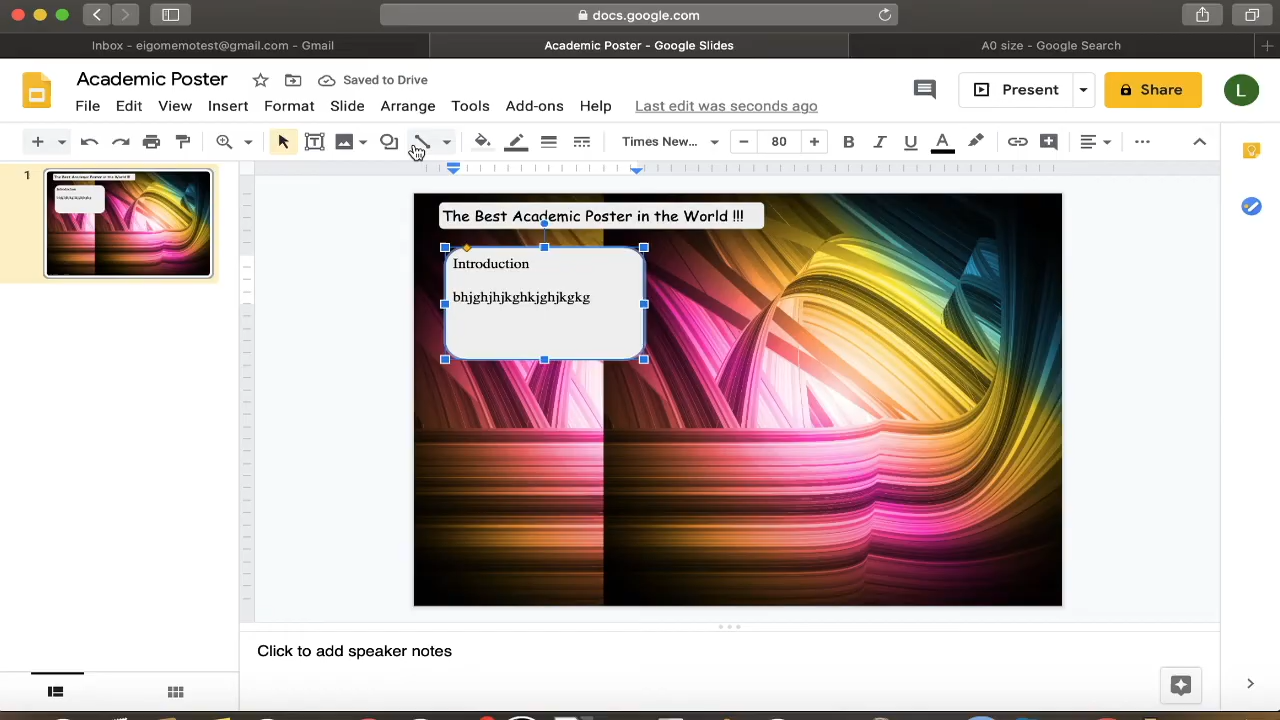 docs.google.com
Inbox - eigomemotest@gmail.com - Gmail
Academic Poster - Google Slides
A0 size - Google Search
Academic Poster
Saved to Drive
Present
Share
L
File Edit View Insert Format Slide Arrange Tools Add-ons Help Last edit was seconds ago
Times New... 80 B I U A
1
The Best Academic Poster in the World !!!
Introduction
bhjghjhjfghkjghjkgkg
Click to add speaker notes